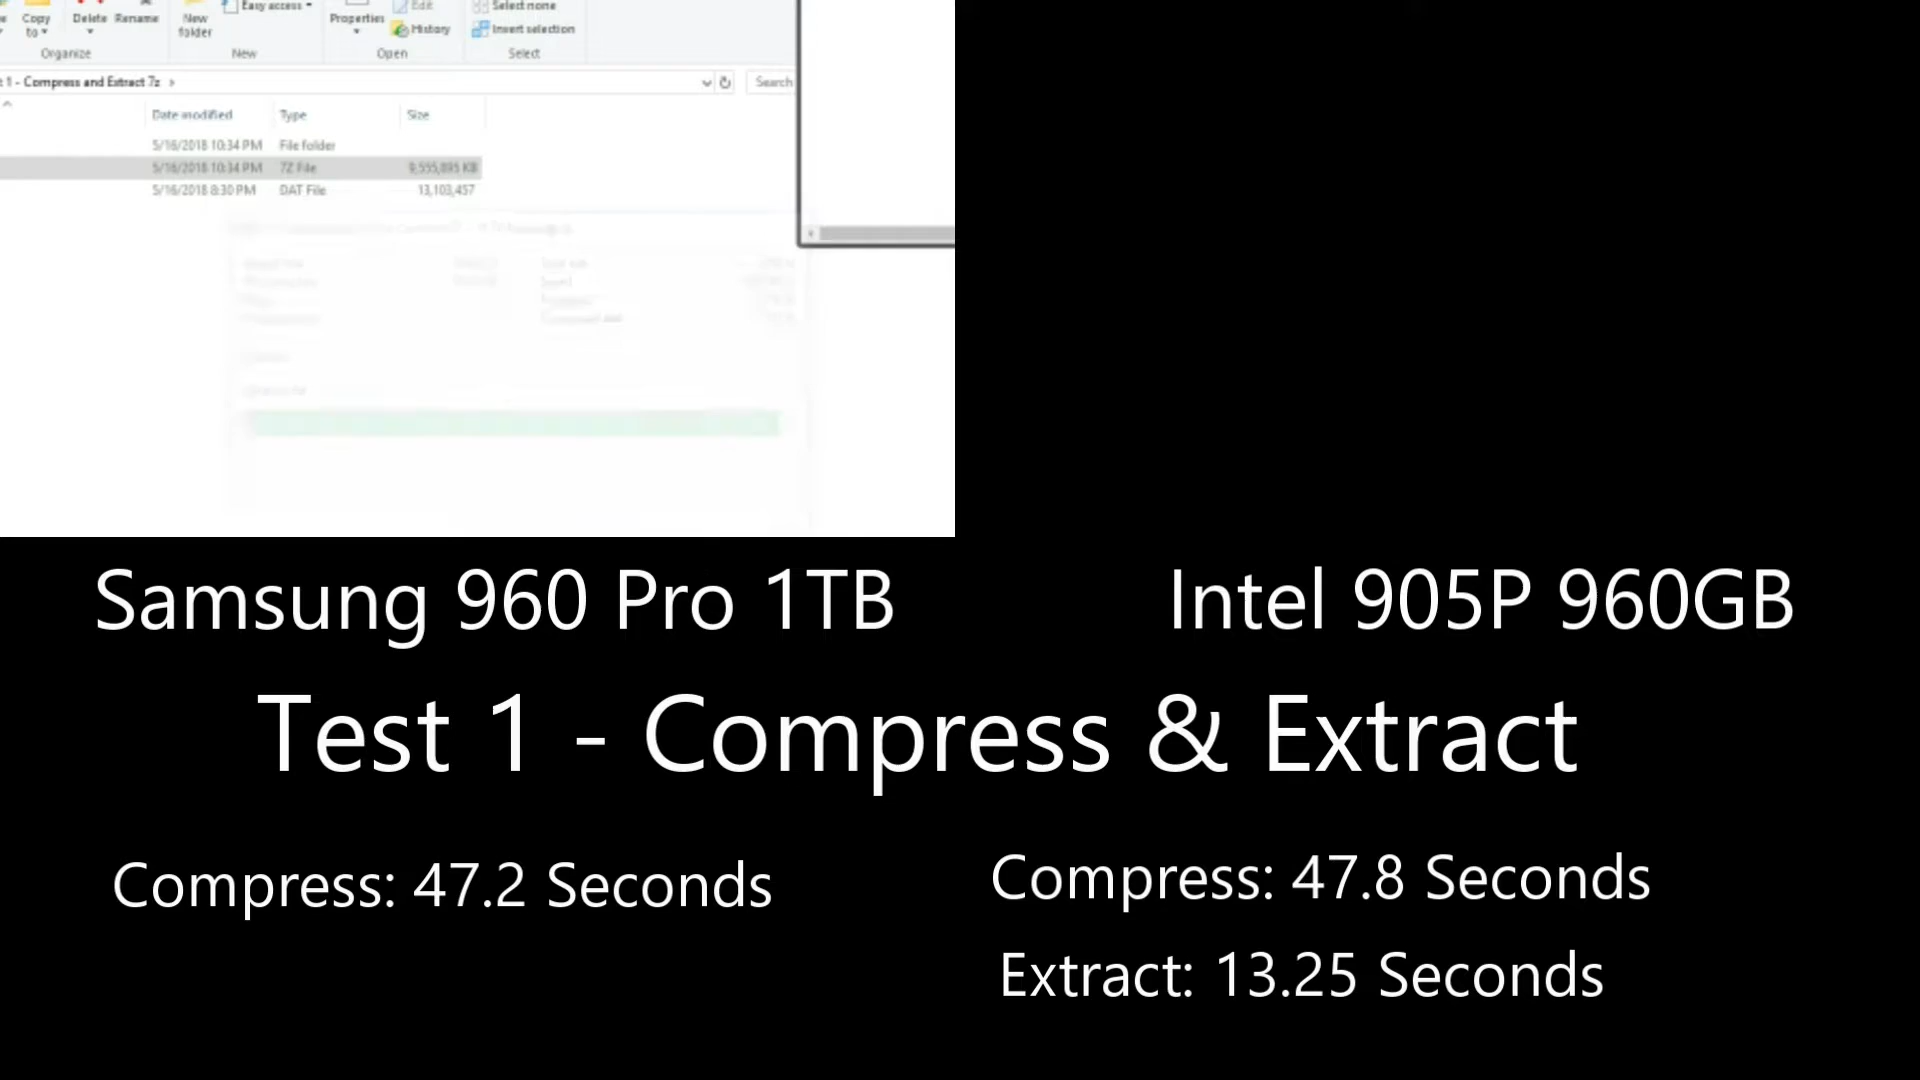 Copy to Delete Rename New folder Easy access Properties Edit History Select none Invert selection
Organize New Open Select
1 - Compress and Extract 7z Search
Date modified Type Size
5/16/2018 10:34 PM File folder
5/16/2018 10:34 PM 7Z File 9,555,895 KB
5/16/2018 8:30 PM DAT File 13,103,457
Samsung 960 Pro 1TB Intel 905P 960GB
Test 1 - Compress & Extract
Compress: 47.2 Seconds Compress: 47.8 Seconds
Extract: 13.25 Seconds